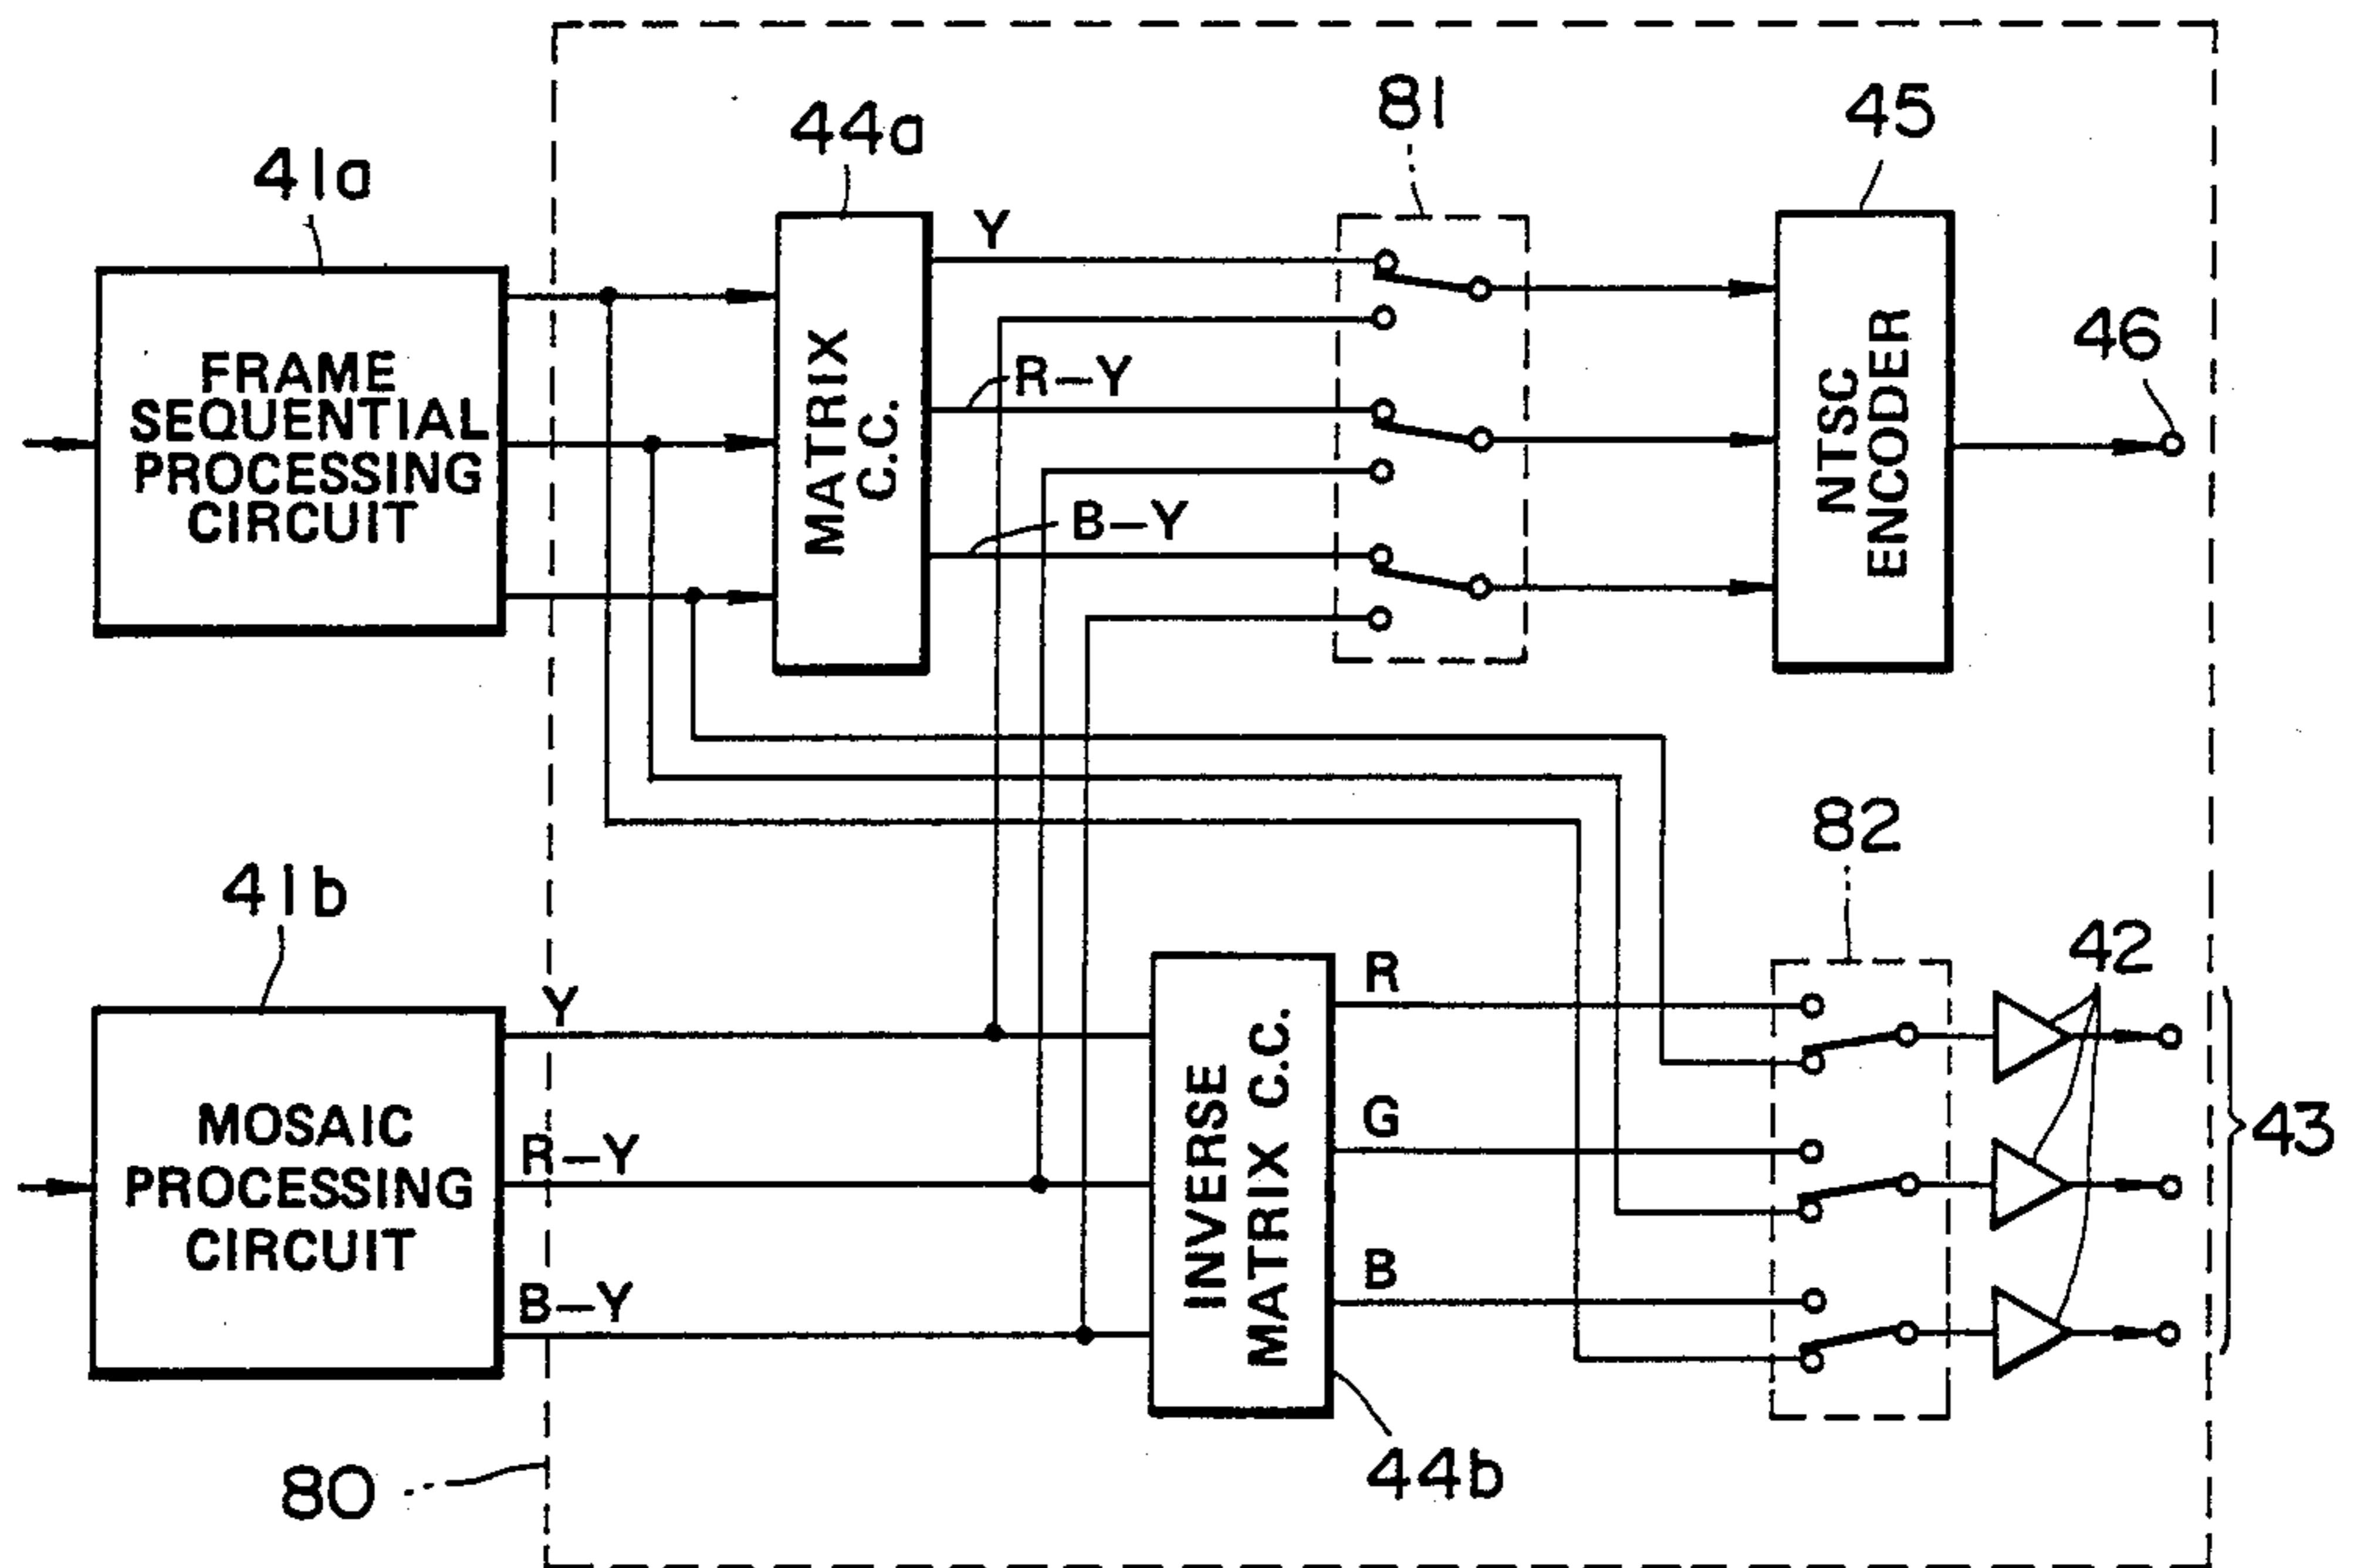 81
45
44a
41a
Y
46
FRAME
SEQUENTIAL
PROCESSING
CIRCUIT
MATRIX
C.C.
R–Y
B–Y
NTSC
ENCODER
82
41b
42
Y
R
MOSAIC
PROCESSING
CIRCUIT
R–Y
B–Y
INVERSE
MATRIX C.C.
G
B
43
80
44b